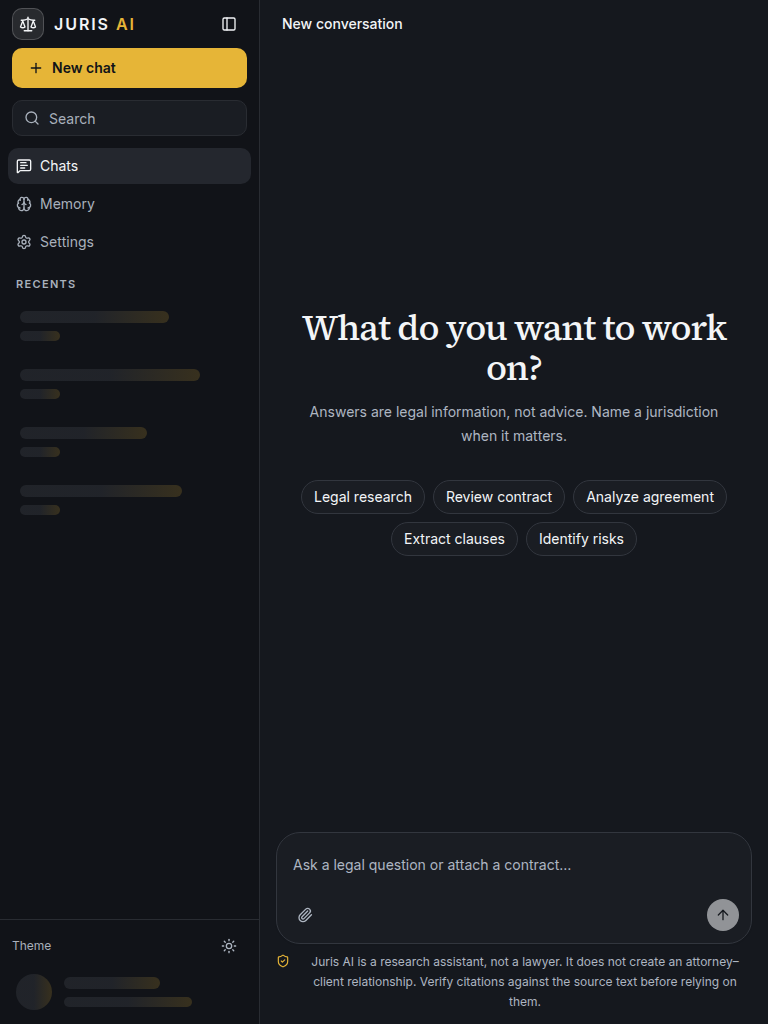 JURIS AI
New chat
Search
Chats
Memory
Settings
RECENTS
Theme
New conversation
What do you want to work
on?
Answers are legal information, not advice. Name a jurisdiction
when it matters.
Legal research
Review contract
Analyze agreement
Extract clauses
Identify risks
Ask a legal question or attach a contract...
Juris AI is a research assistant, not a lawyer. It does not create an attorney–
client relationship. Verify citations against the source text before relying on
them.